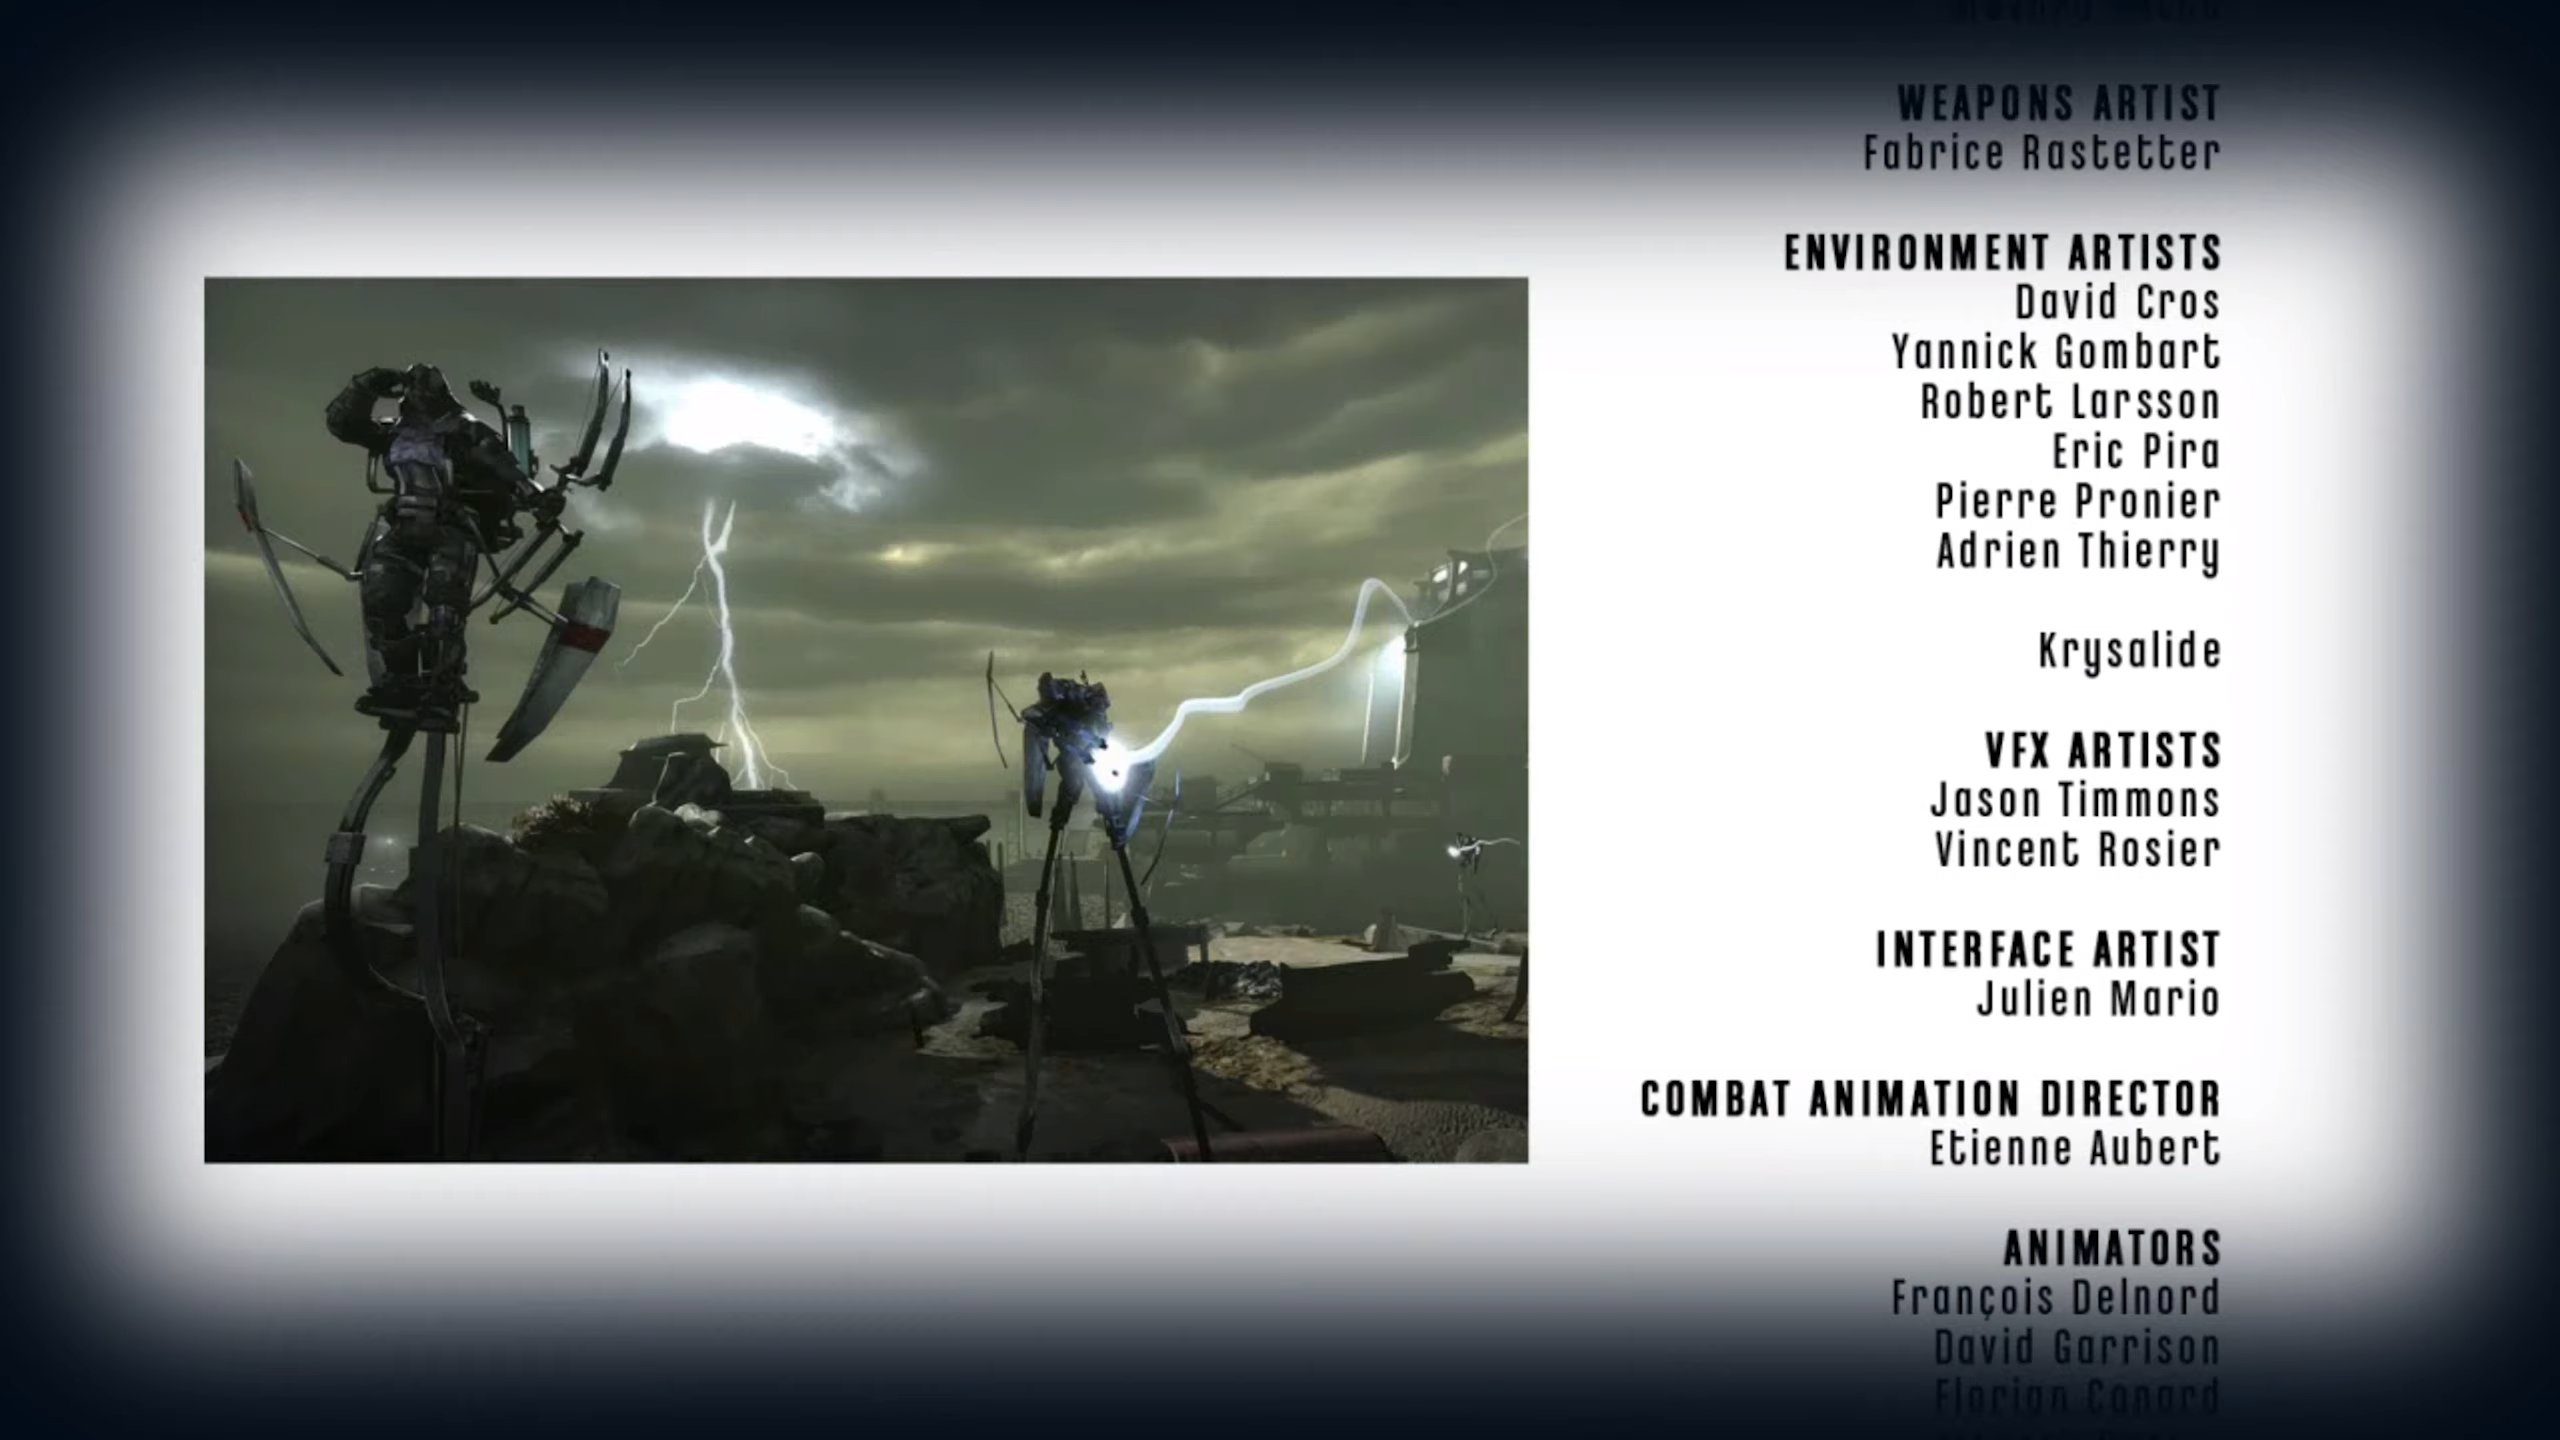 WEAPONS ARTIST
Fabrice Rastetter
ENVIRONMENT ARTISTS
David Cros
Yannick Gombart
Robert Larsson
Eric Pira
Pierre Pronier
Adrien Thierry
Krysalide
VFX ARTISTS
Jason Timmons
Vincent Rosier
INTERFACE ARTIST
Julien Mario
COMBAT ANIMATION DIRECTOR
Etienne Aubert
ANIMATORS
François Delnord
David Garrison
Florian Canard